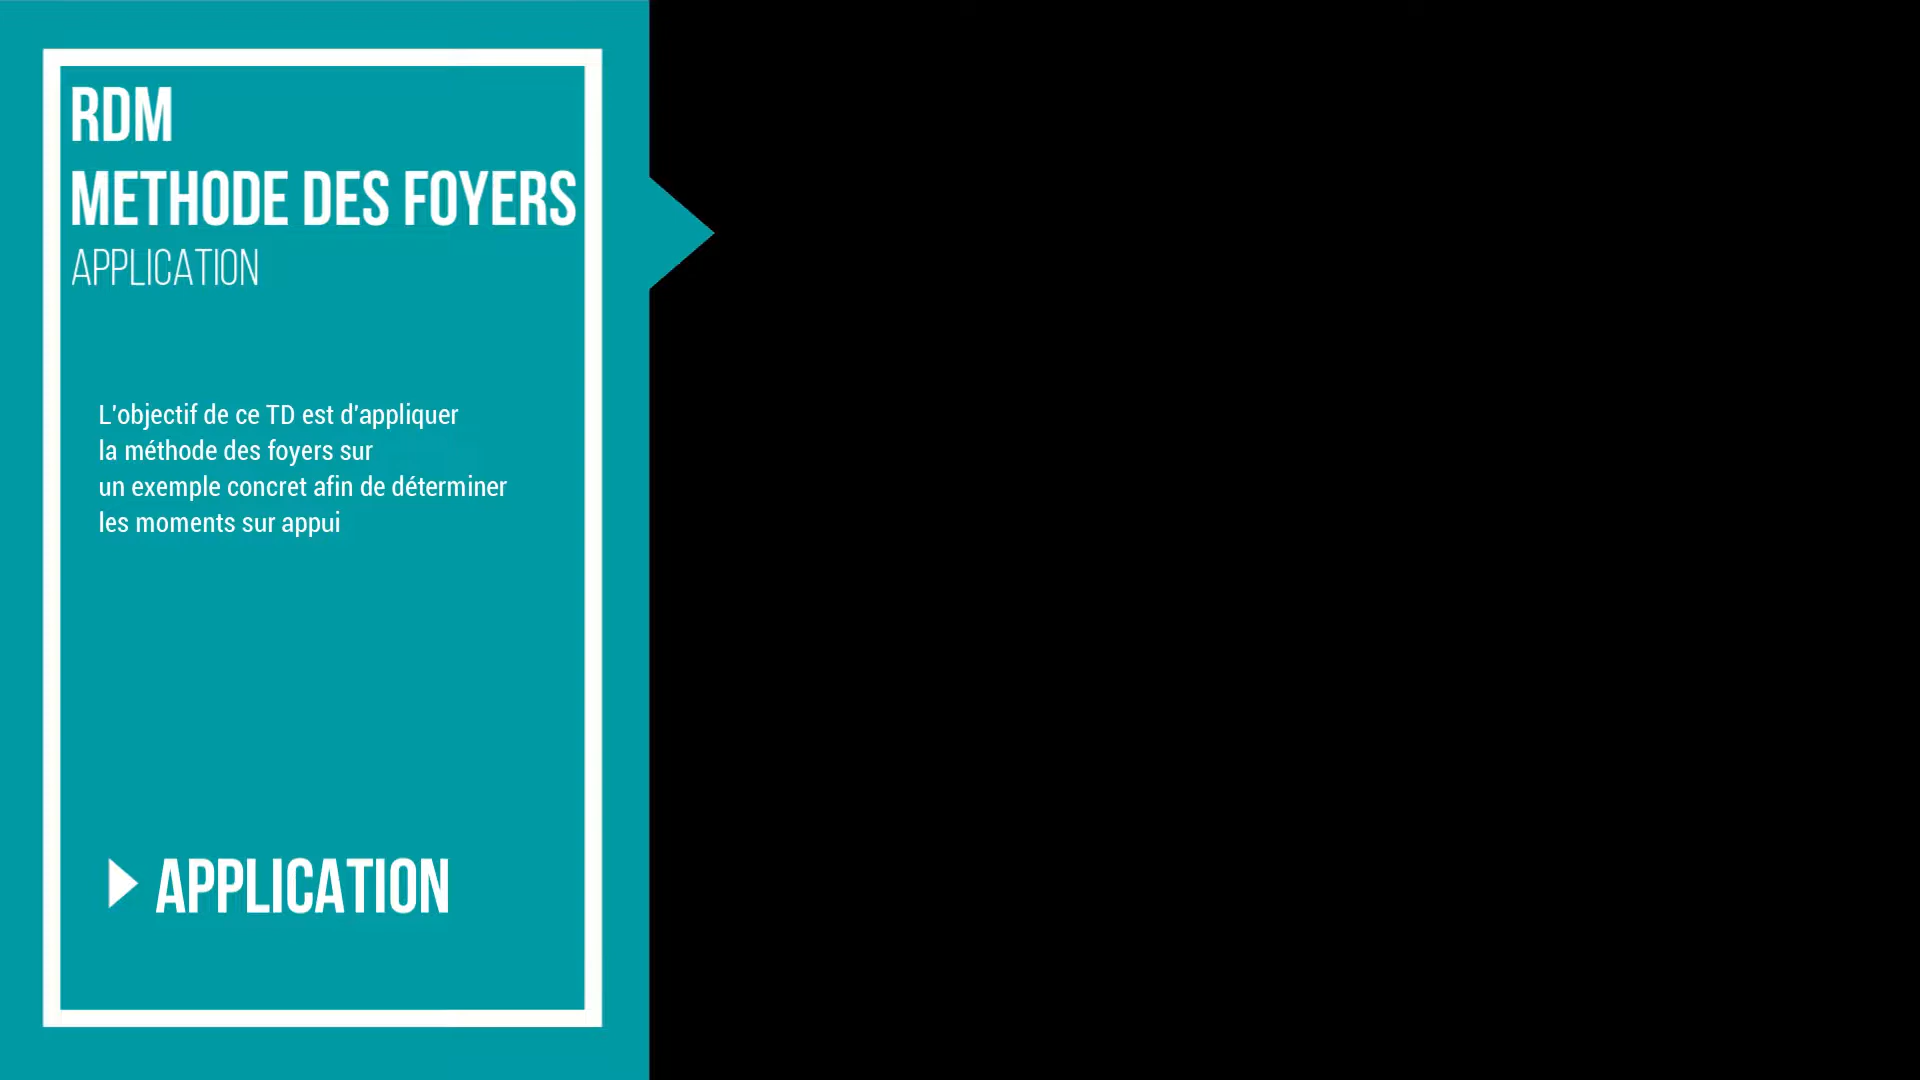 RDM
METHODE DES FOYERS
APPLICATION
L'objectif de ce TD est d'appliquer
la méthode des foyers sur
un exemple concret afin de déterminer
les moments sur appui
APPLICATION